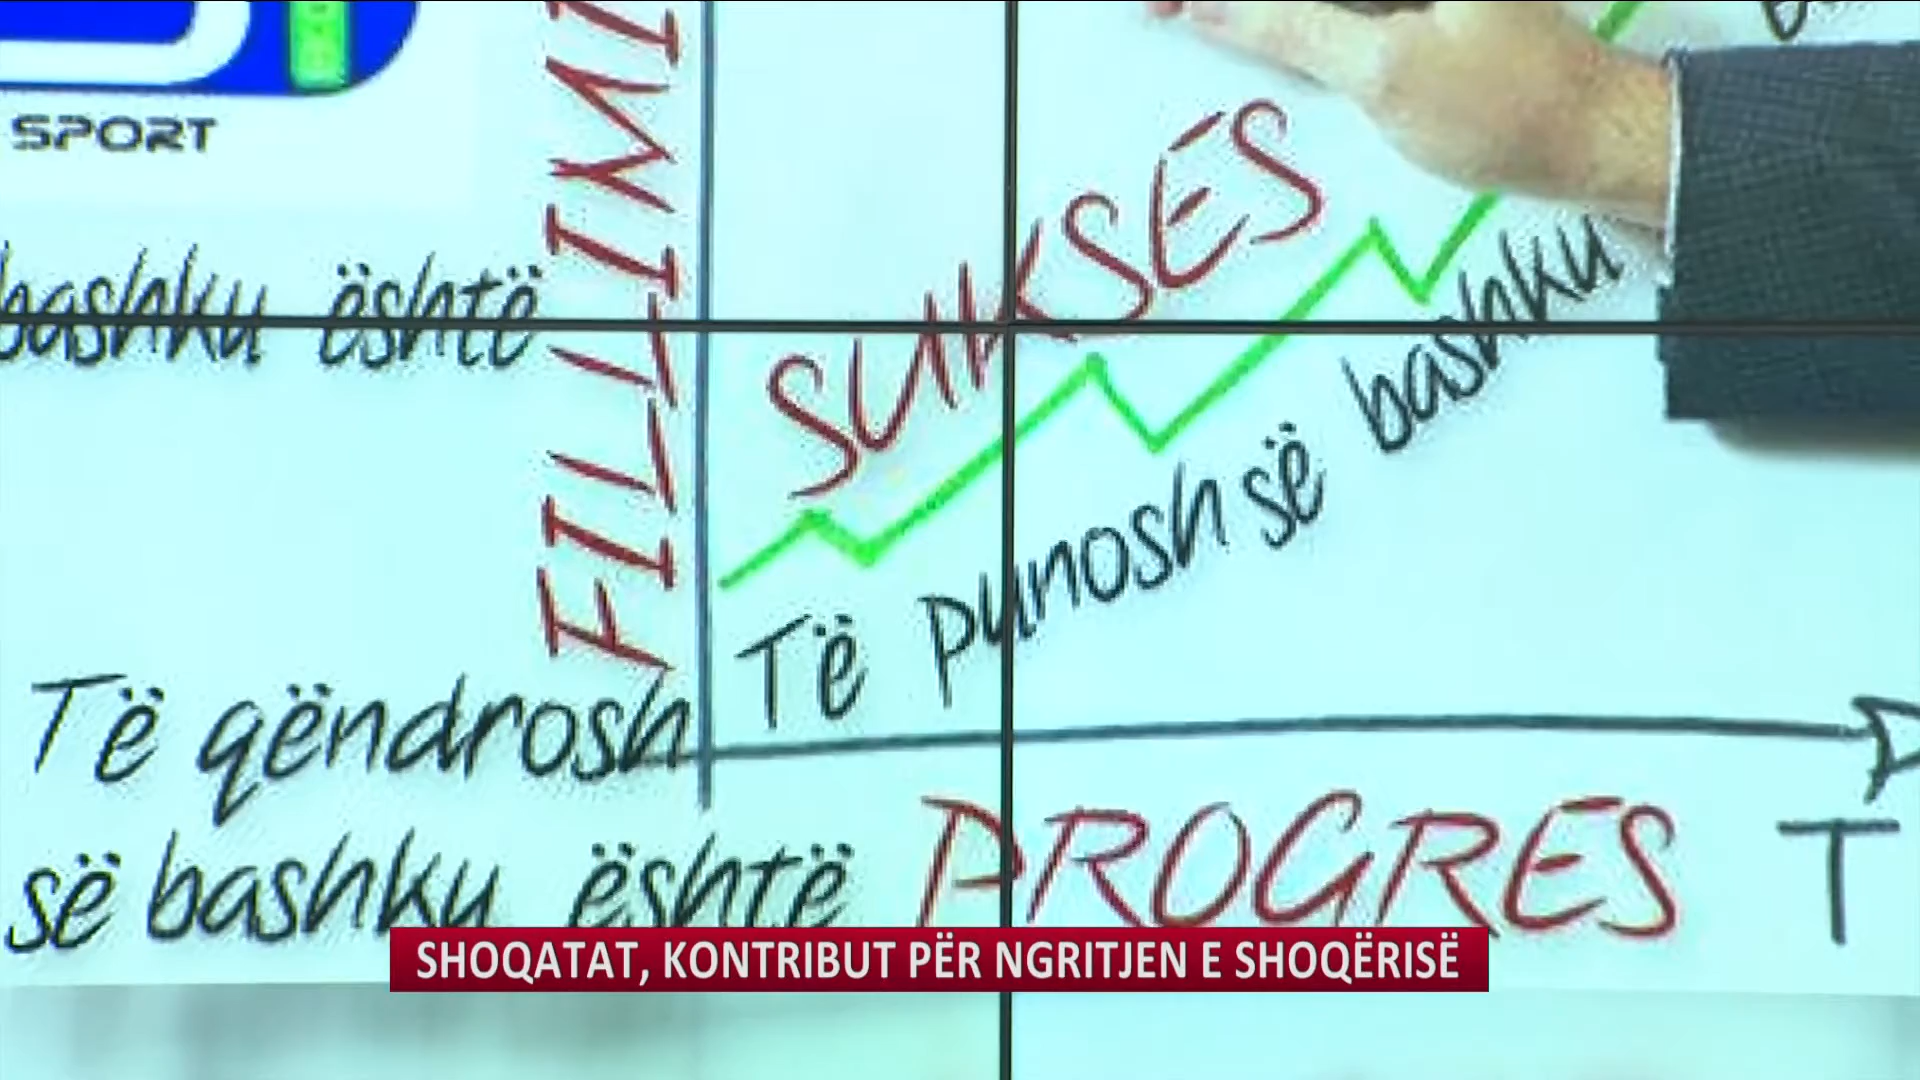 SPORT
FILLIMI
SUKSES
bashku është
Të punosh së bashku
Të qëndrosh
së bashku është PROGRES T
SHOQATAT, KONTRIBUT PËR NGRITJEN E SHOQËRISË